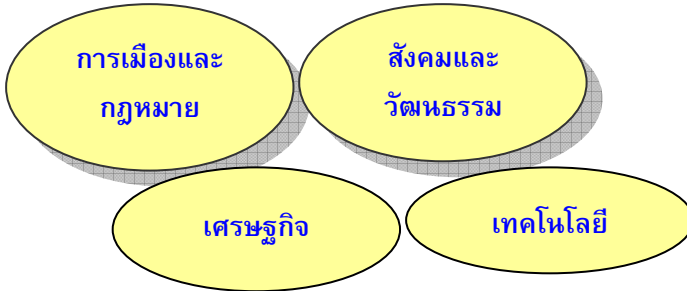 การเมืองและ
กฎหมาย
สังคมและ
วัฒนธรรม
เศรษฐกิจ
เทคโนโลยี